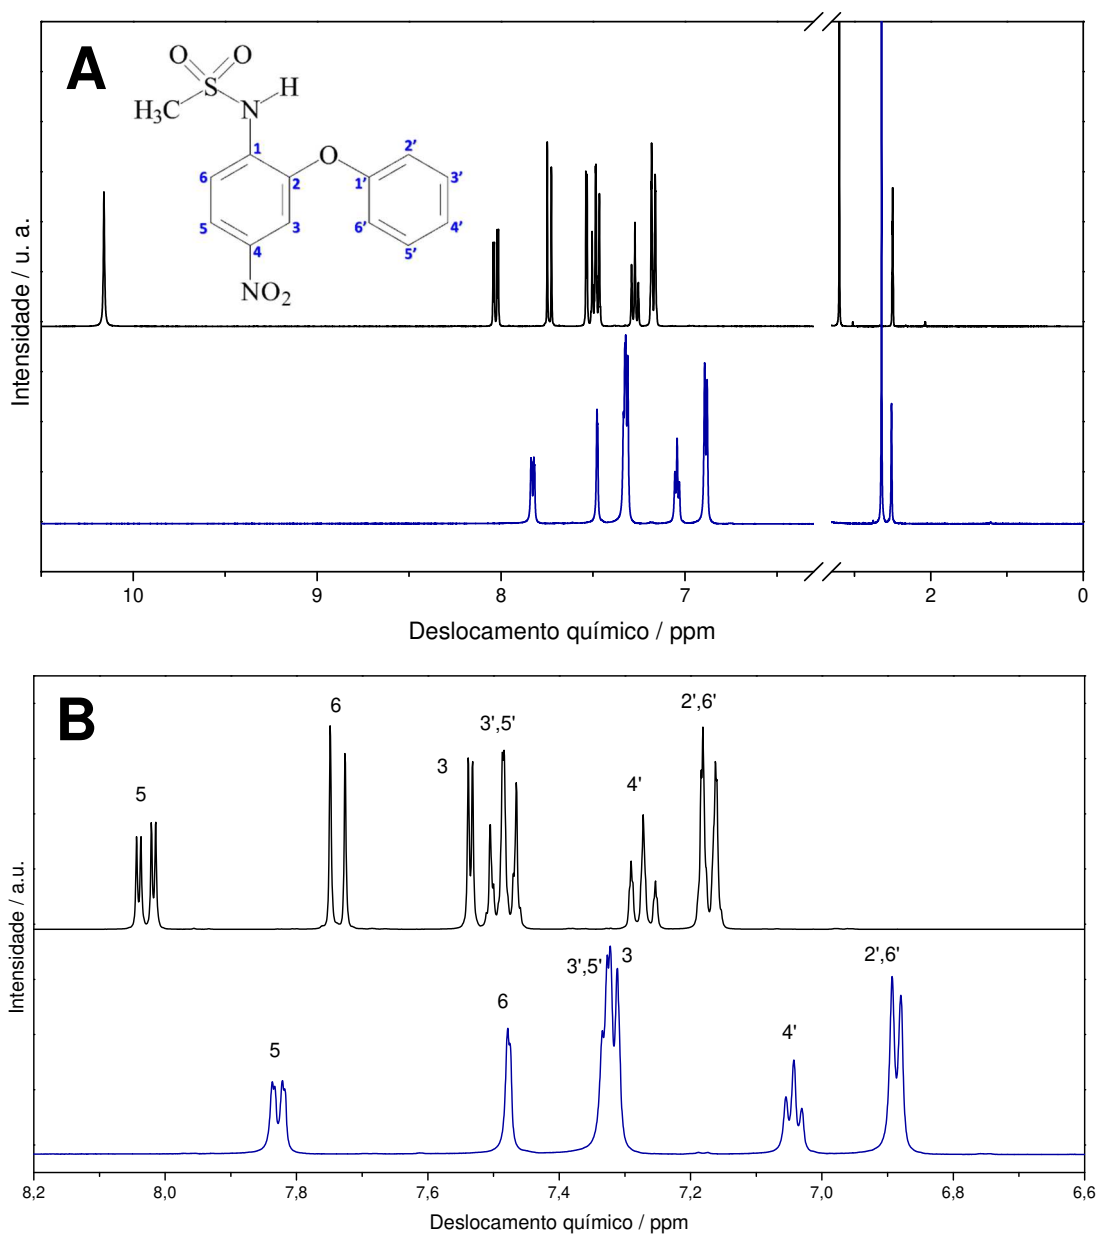 A
O
O
S
H
H₃C
N
1
O
2'
6
2
1'
3'
5
3
6'
4'
4
5'
NO₂
Intensidade / u. a.
10
9
8
7
2
0
Deslocamento químico / ppm
B
6
2',6'
3',5'
3
4'
5
3',5'
3
2',6'
6
4'
5
Intensidade / a.u.
8,2
8,0
7,8
7,6
7,4
7,2
7,0
6,8
6,6
Deslocamento químico / ppm